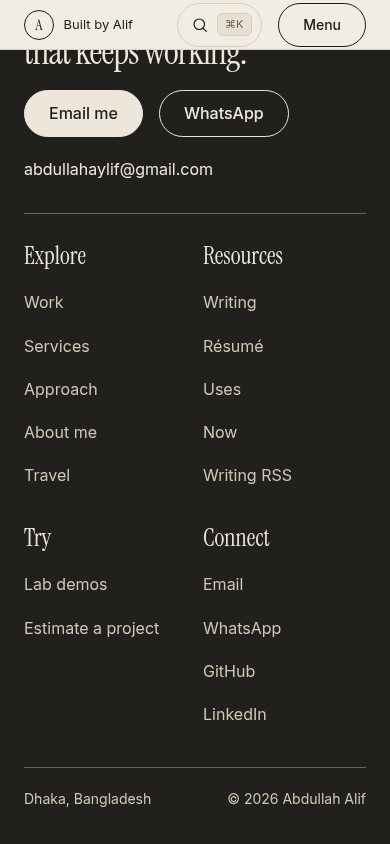 A Built by Alif ⌘K Menu
that keeps working.
Email me WhatsApp
abdullahaylif@gmail.com
Explore
Work
Services
Approach
About me
Travel
Resources
Writing
Résumé
Uses
Now
Writing RSS
Try
Lab demos
Estimate a project
Connect
Email
WhatsApp
GitHub
LinkedIn
Dhaka, Bangladesh © 2026 Abdullah Alif